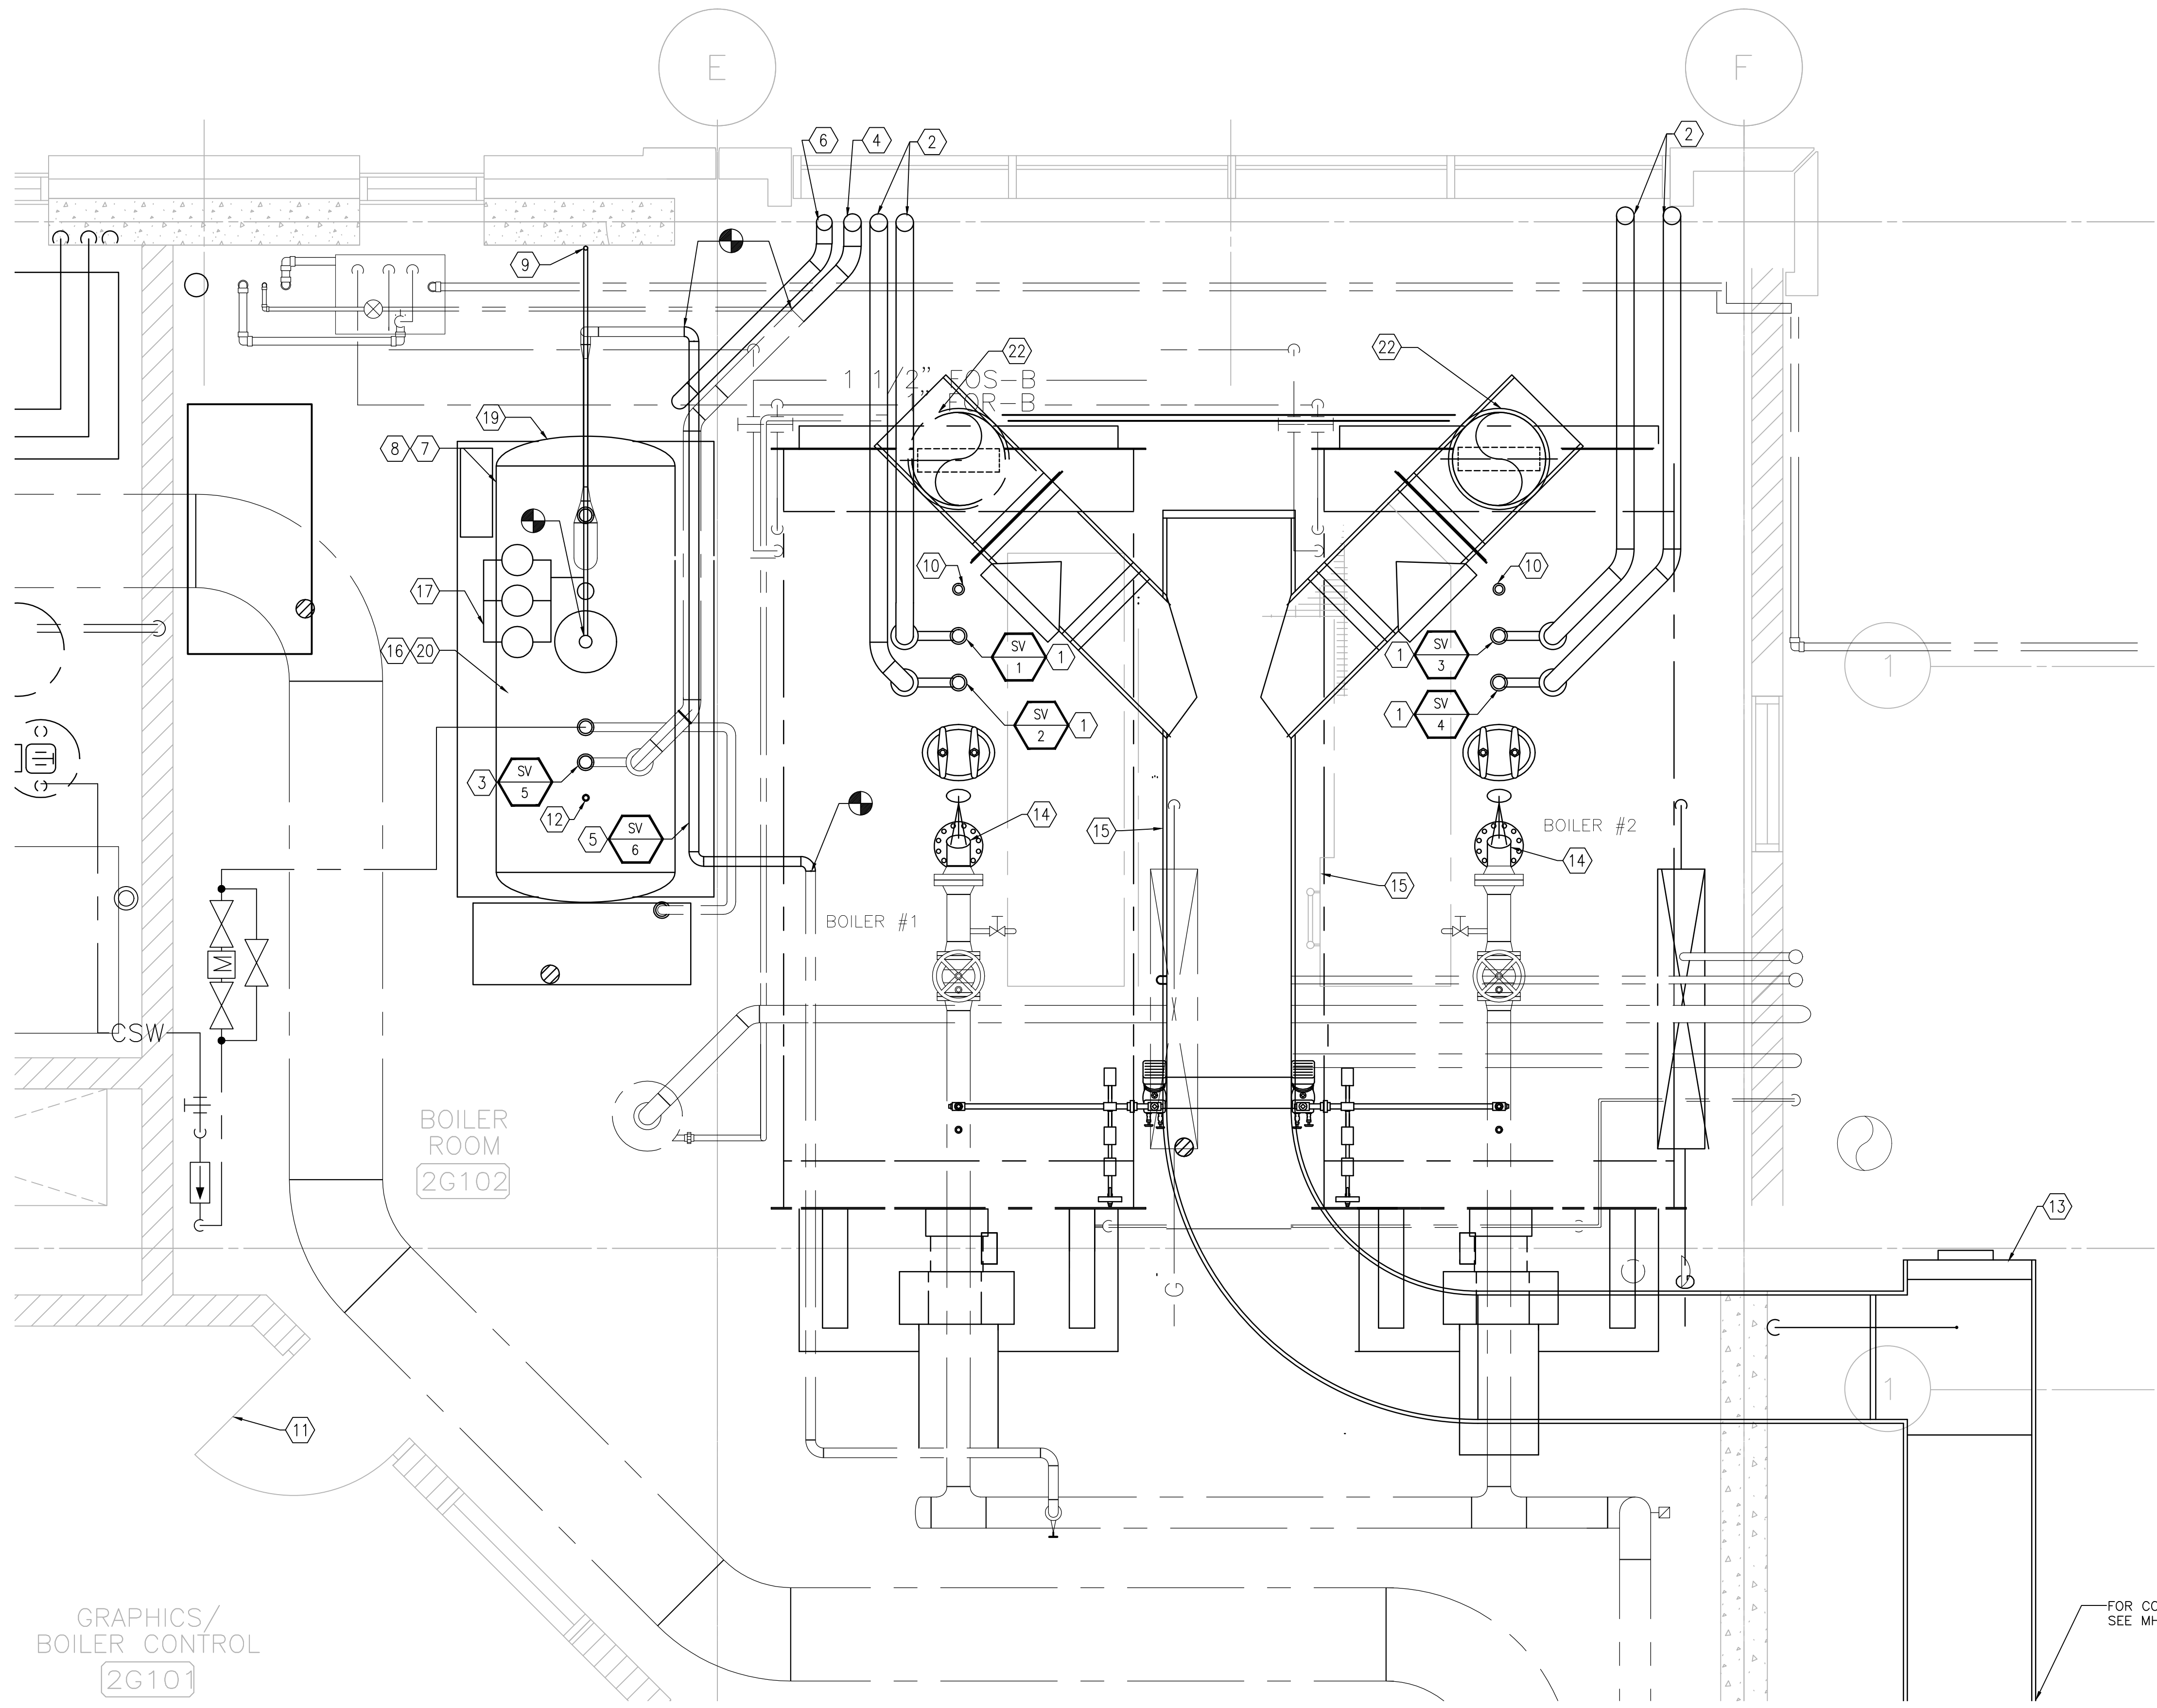 E
F
6
4
2
2
9
22
22
1 1/2" FOS-B
1" FOR-B
19
8
7
10
10
17
16
20
SV
1
1
1
SV
3
SV
2
1
1
SV
4
1
3
SV
5
12
5
SV
6
14
15
BOILER #2
14
15
BOILER #1
M
CSW
BOILER
ROOM
2G102
13
G
1
11
GRAPHICS/
BOILER CONTROL
2G101
FOR CO
SEE MH